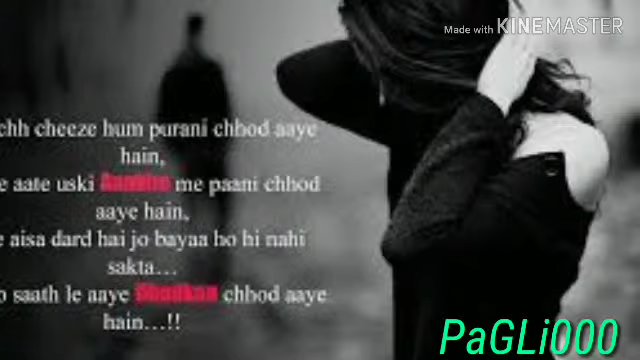 Made with KINEMASTER
chh cheeze hum purani chhod aaye
hain,
e aate uski me paani chhod
aaye hain,
e aisa dard hai jo bayaa ho hi nahi
sakta...
o saath le aaye Dhadkan chhod aaye
hain...!!
PaGLi000